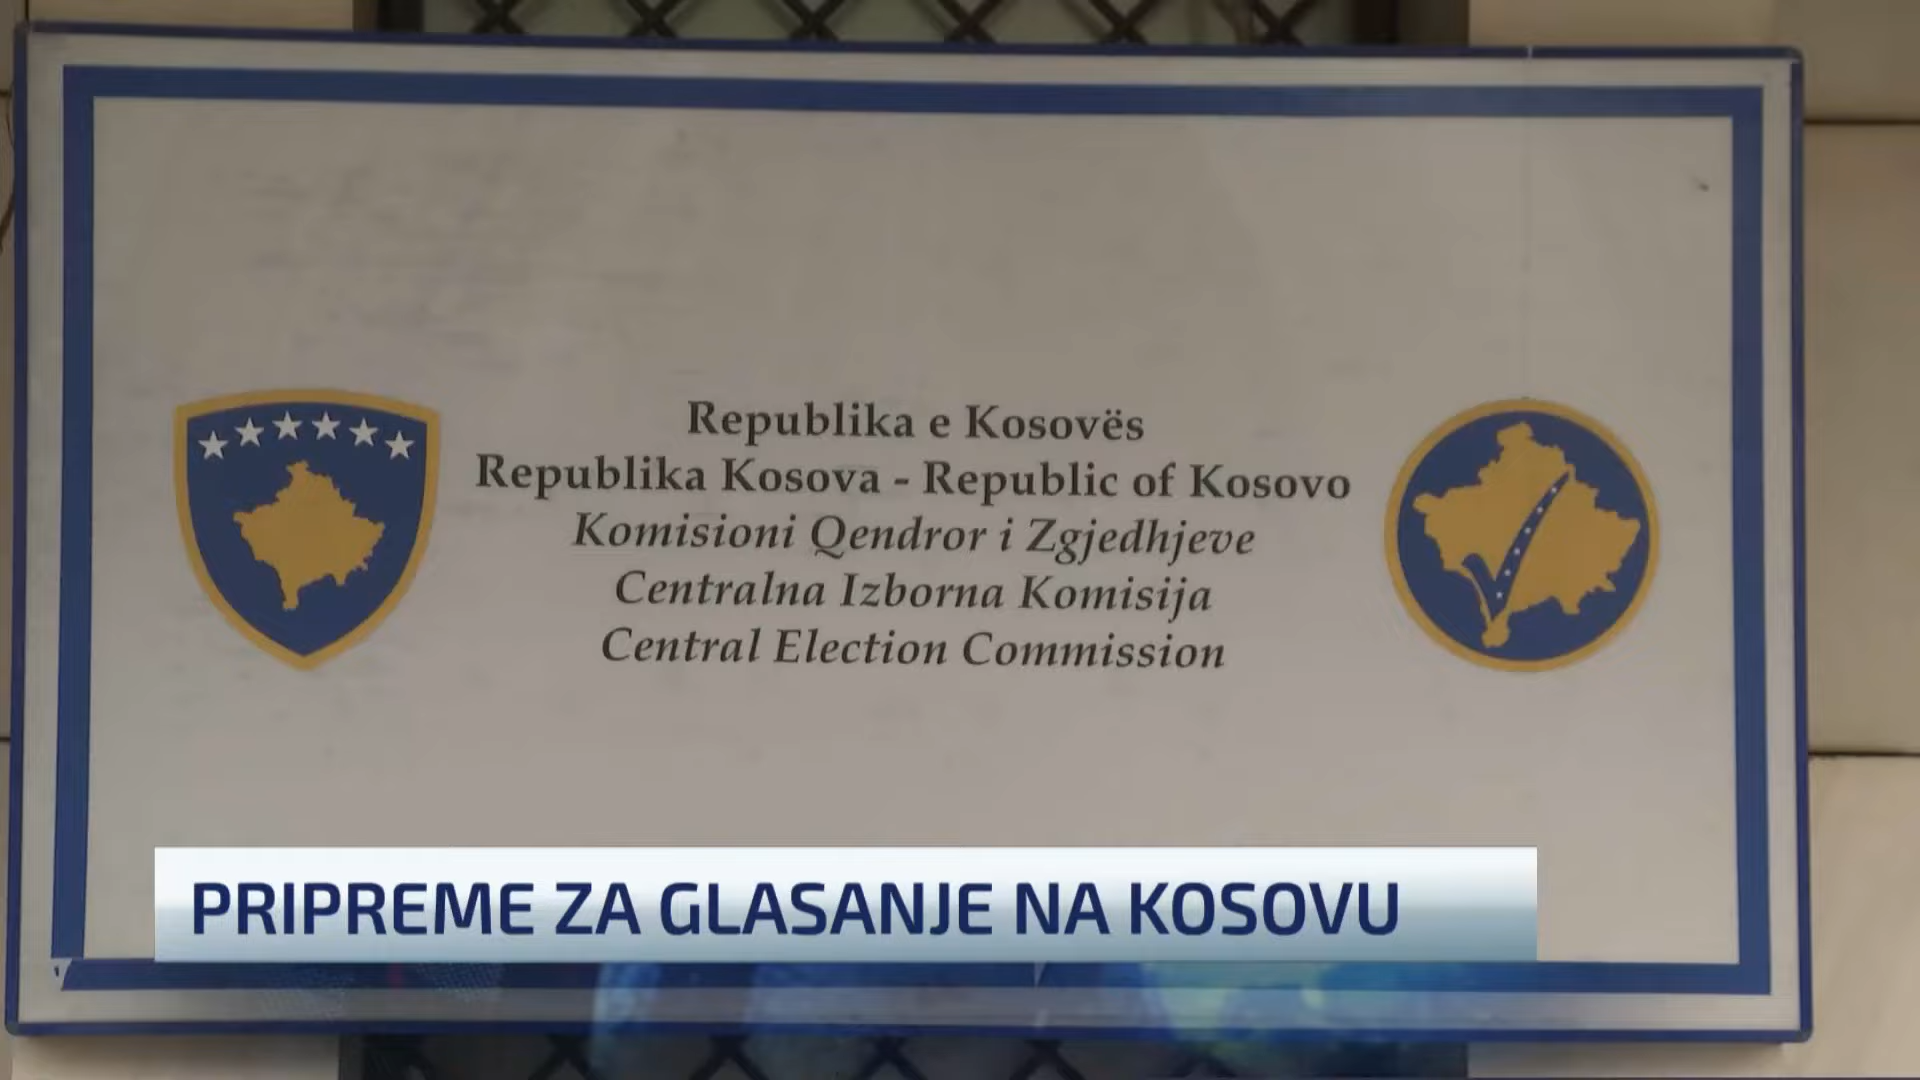 Republika e Kosovës
Republika Kosova - Republic of Kosovo
Komisioni Qendror i Zgjedhjeve
Centralna Izborna Komisija
Central Election Commission
PRIPREME ZA GLASANJE NA KOSOVU